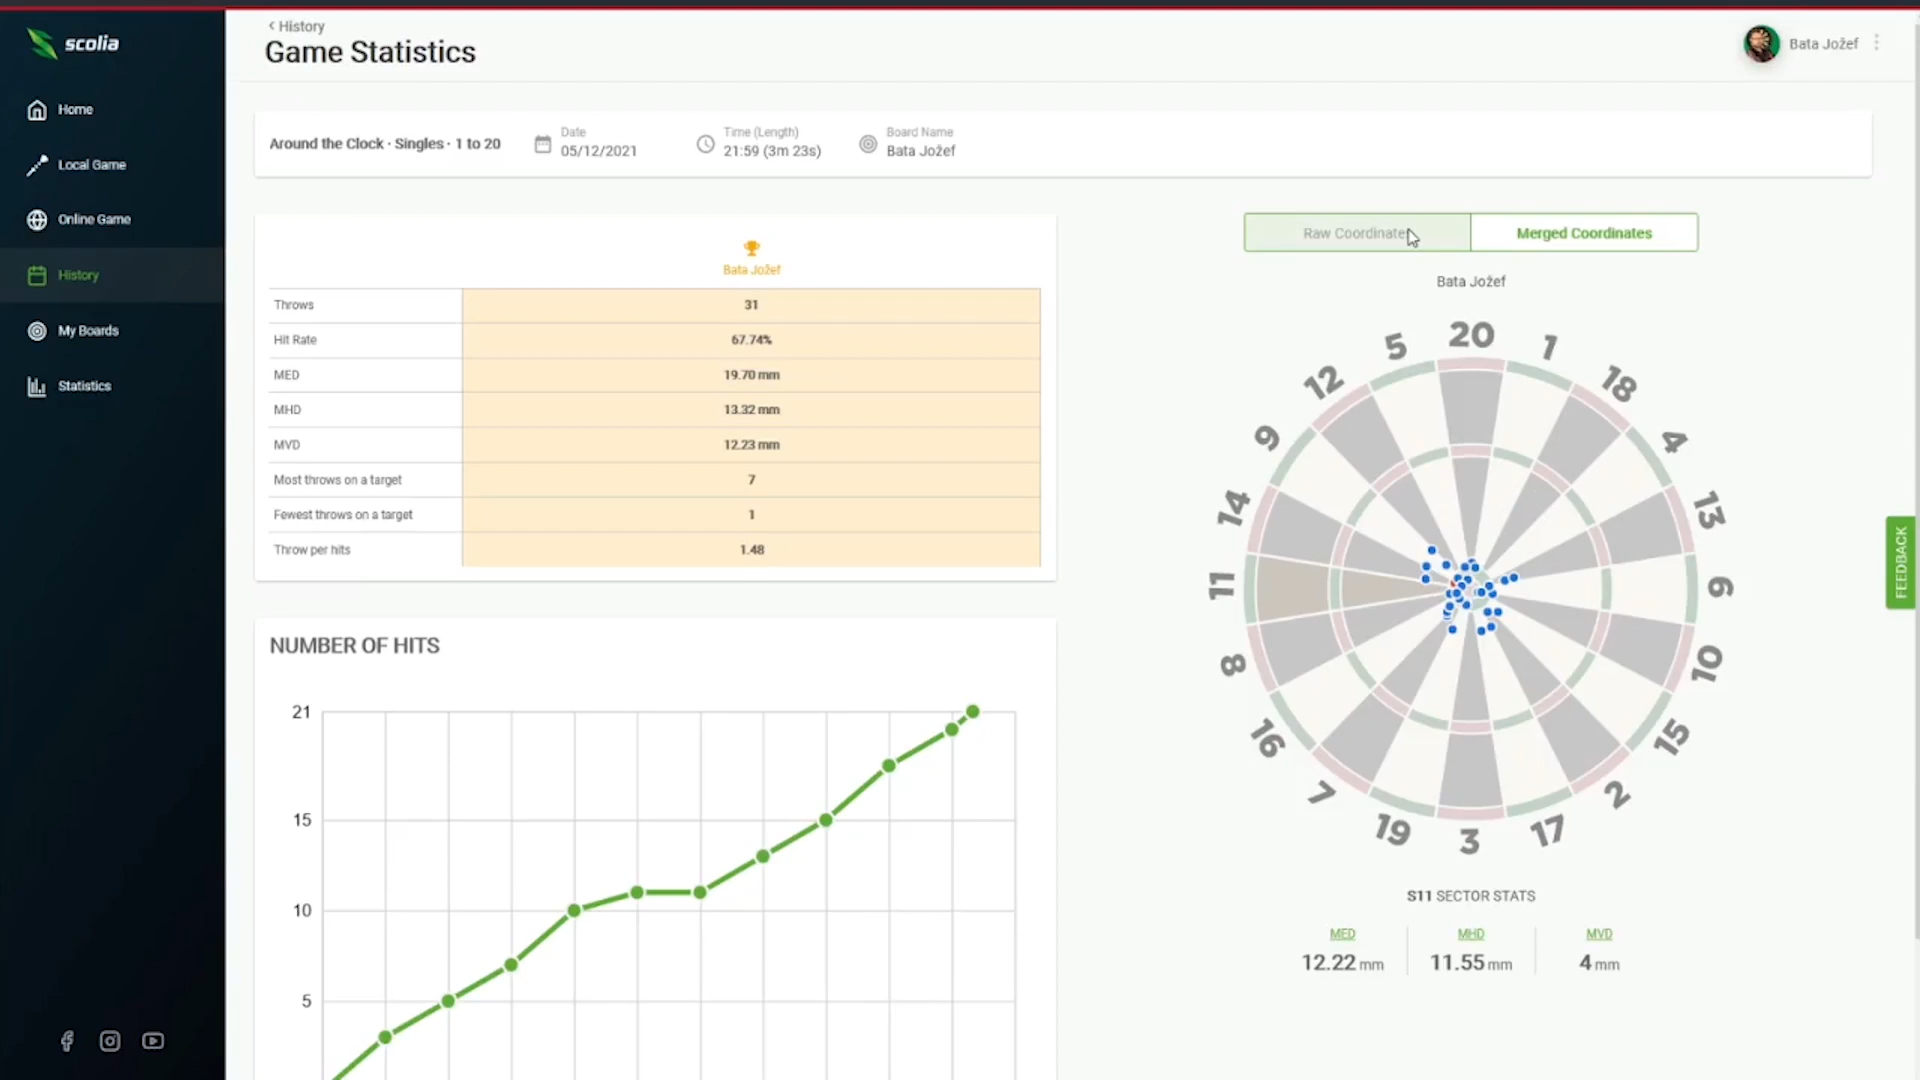 scolia
Home
Local Game
Online Game
History
My Boards
Statistics
History
Game Statistics
Bata Jožef
Around the Clock · Singles · 1 to 20
Date
05/12/2021
Time (Length)
21:59 (3m 23s)
Board Name
Bata Jožef
Bata Jožef
Throws 31
Hit Rate 67.74%
MED 19.70 mm
MHD 13.32 mm
MVD 12.23 mm
Most throws on a target 7
Fewest throws on a target 1
Throw per hits 1.48
NUMBER OF HITS
21
15
10
5
Raw Coordinates
Merged Coordinates
Bata Jožef
20
1
18
4
13
6
10
15
2
17
3
19
7
16
8
11
14
9
12
5
S11 SECTOR STATS
MED
12.22 mm
MHD
11.55 mm
MVD
4 mm
FEEDBACK